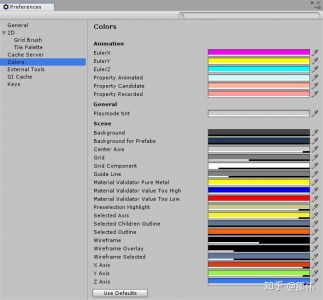 Preferences
General
2D
Grid Brush
Tile Palette
Cache Server
Colors
External Tools
GI Cache
Keys
Colors
Animation
EulerX
EulerY
EulerZ
Property Animated
Property Candidate
Property Recorded
General
Playmode tint
Scene
Background
Background for Prefabs
Center Axis
Grid
Grid Component
Guide Line
Material Validator Pure Metal
Material Validator Value Too High
Material Validator Value Too Low
Preselection Highlight
Selected Axis
Selected Children Outline
Selected Outline
Wireframe
Wireframe Overlay
Wireframe Selected
X Axis
Y Axis
Z Axis
Use Defaults